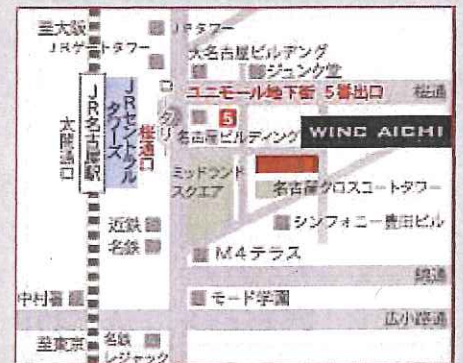 至大阪
JRタワー
JRゲートタワー
大名古屋ビルヂング
ジュンク堂
ユニモール地下街 5番出口
桜通
ロータリー
5
名古屋ビルディング
WINC AICHI
JRセントラル
タワーズ
桜通口
JR名古屋駅
太閤通口
ミッドランド
スクエア
名古屋クロスコートタワー
近鉄
シンフォニー豊田ビル
名鉄
M4テラス
錦通
中村署
モード学園
広小路通
至東京
名鉄
レジャック